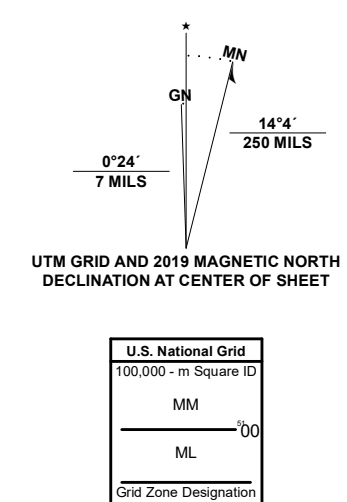 MN
GN
14°4´
250 MILS
0°24´
7 MILS
UTM GRID AND 2019 MAGNETIC NORTH
DECLINATION AT CENTER OF SHEET
U.S. National Grid
100,000 - m Square ID
MM
5100
ML
Grid Zone Designation